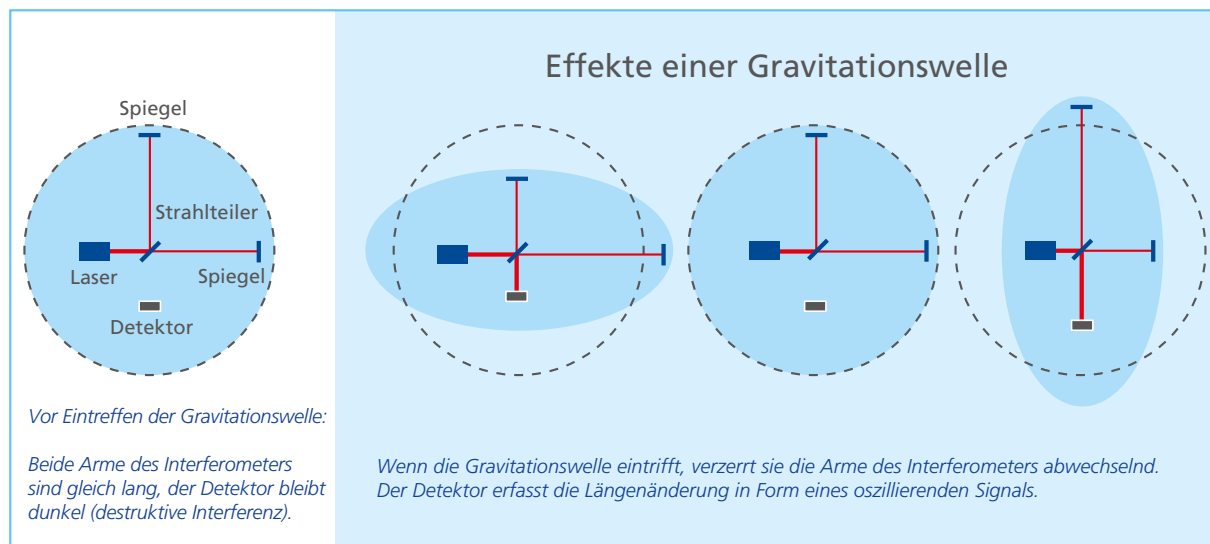 Effekte einer Gravitationswelle
Spiegel
Strahlteiler
Laser
Spiegel
Detektor
Vor Eintreffen der Gravitationswelle:
Beide Arme des Interferometers
sind gleich lang, der Detektor bleibt
dunkel (destruktive Interferenz).
Wenn die Gravitationswelle eintrifft, verzerrt sie die Arme des Interferometers abwechselnd.
Der Detektor erfasst die Längenänderung in Form eines oszillierenden Signals.